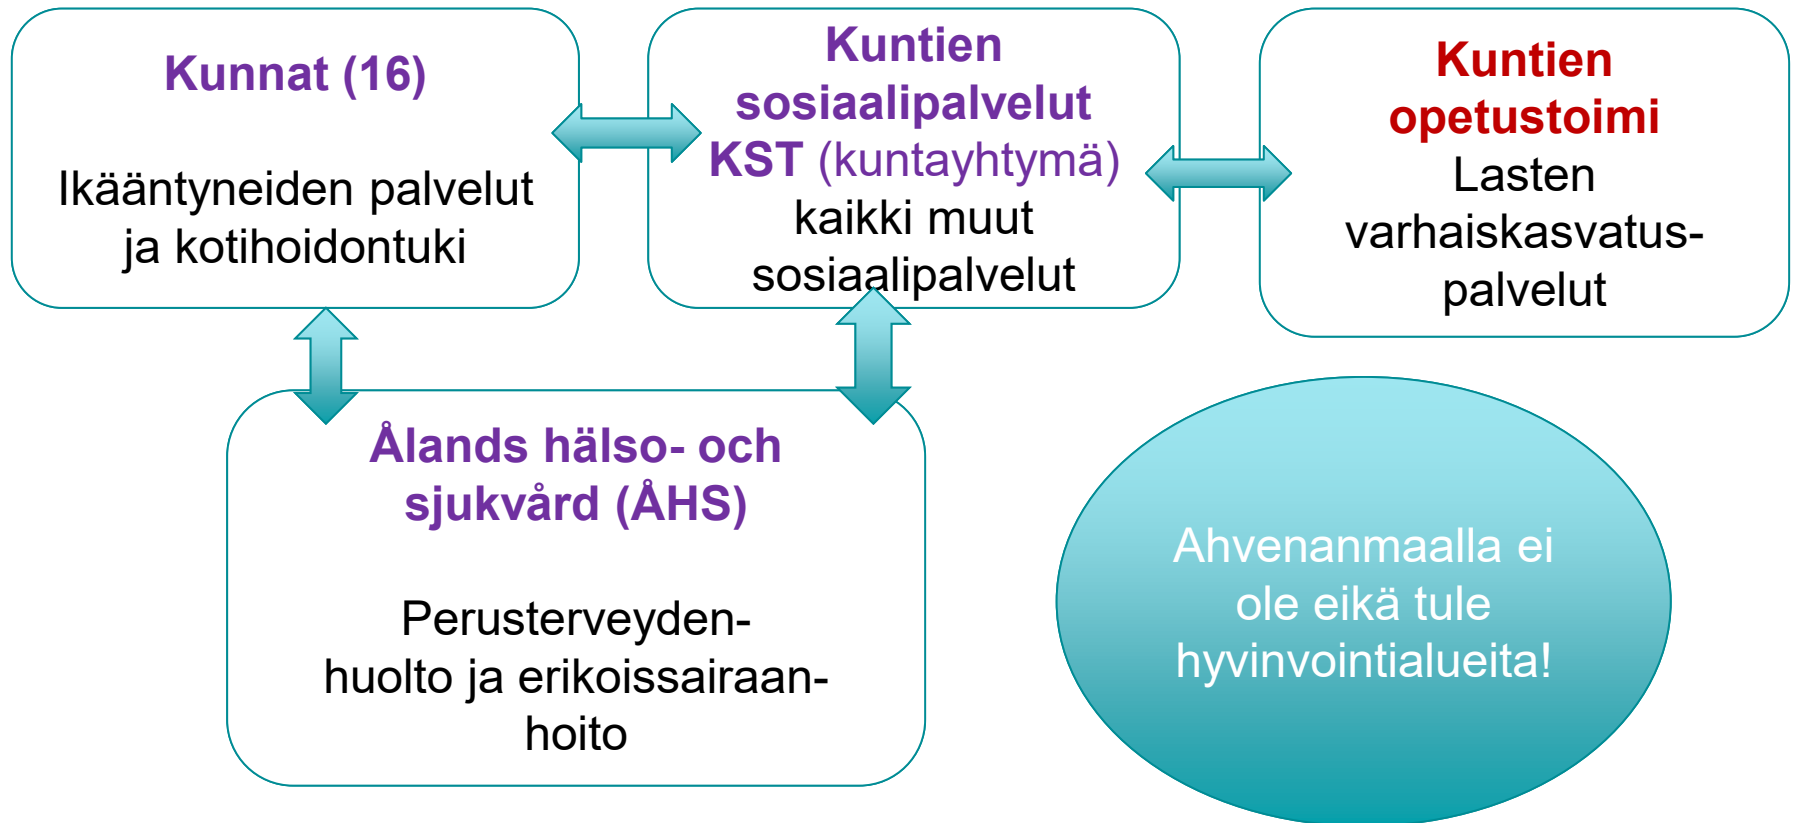 Kunnat (16)
Ikääntyneiden palvelut
ja kotihoidontuki
Kuntien
sosiaalipalvelut
KST (kuntayhtymä)
kaikki muut
sosiaalipalvelut
Kuntien
opetustoimi
Lasten
varhaiskasvatus-
palvelut
Ålands hälso- och
sjukvård (ÅHS)
Perusterveyden-
huolto ja erikoissairaan-
hoito
Ahvenanmaalla ei
ole eikä tule
hyvinvointialueita!